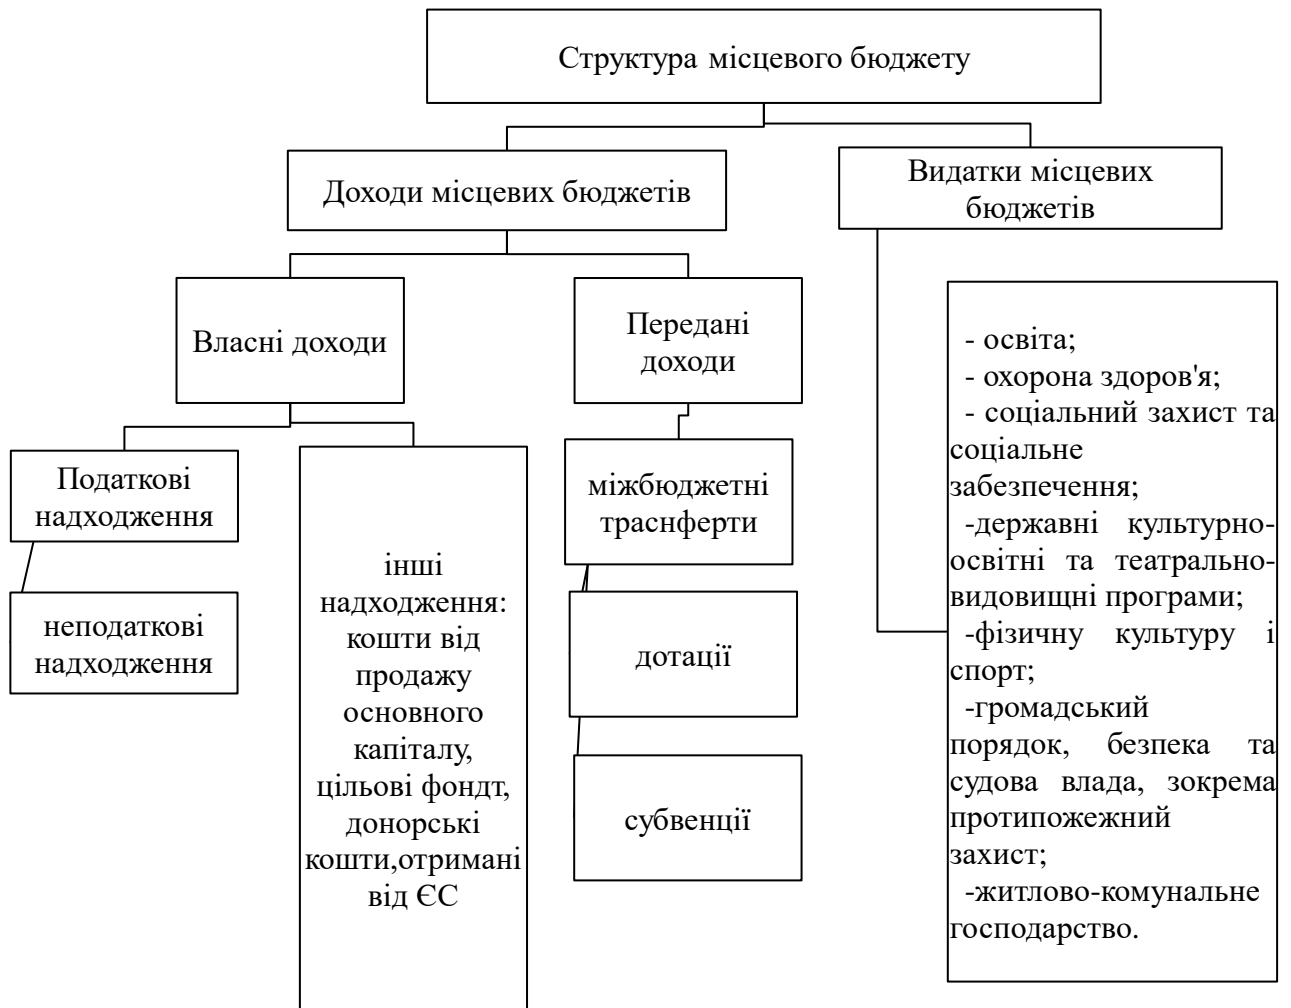 Структура місцевого бюджету
Доходи місцевих бюджетів
Видатки місцевих
бюджетів
Власні доходи
Передані
доходи
Податкові
надходження
неподаткові
надходження
інші
надходження:
кошти від
продажу
основного
капіталу,
цільові фондт,
донорські
кошти,отримані
від ЄС
міжбюджетні
траснферти
дотації
субвенції
- освіта;
- охорона здоров'я;
- соціальний захист та
соціальне
забезпечення;
-державні культурно-
освітні та театрально-
видовищні програми;
-фізичну культуру і
спорт;
-громадський
порядок, безпека та
судова влада, зокрема
протипожежний
захист;
-житлово-комунальне
господарство.